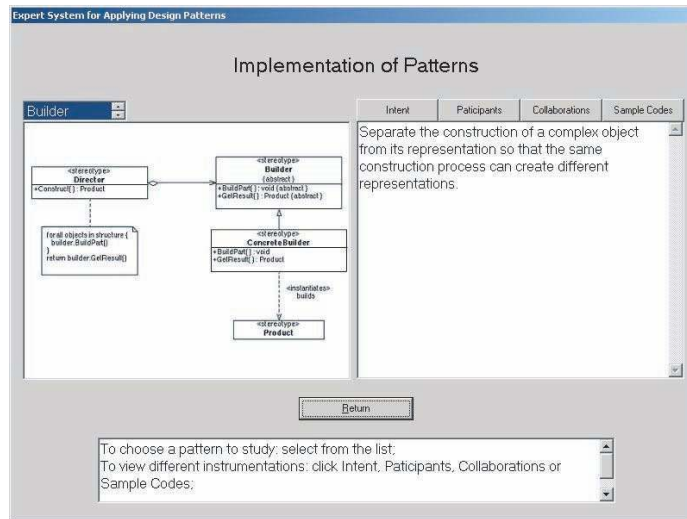 Expert System for Applying Design Patterns
Implementation of Patterns
Builder
Intent
Paticipants
Collaborations
Sample Codes
<stereotype>
Director
+Construct( ) : Product
<stereotype>
Builder
{abstract}
+BuildPart( ) : void {abstract}
+GetResult( ) : Product {abstract}
for all objects in structure {
builder.BuildPart()
}
return builder.GetResult()
<stereotype>
ConcreteBuilder
+BuildPart( ) : void
+GetResult( ) : Product
<instantiates>
builds
<stereotype>
Product
Separate the construction of a complex object
from its representation so that the same
construction process can create different
representations.
Return
To choose a pattern to study: select from the list;
To view different instrumentations: click Intent, Paticipants, Collaborations or
Sample Codes;